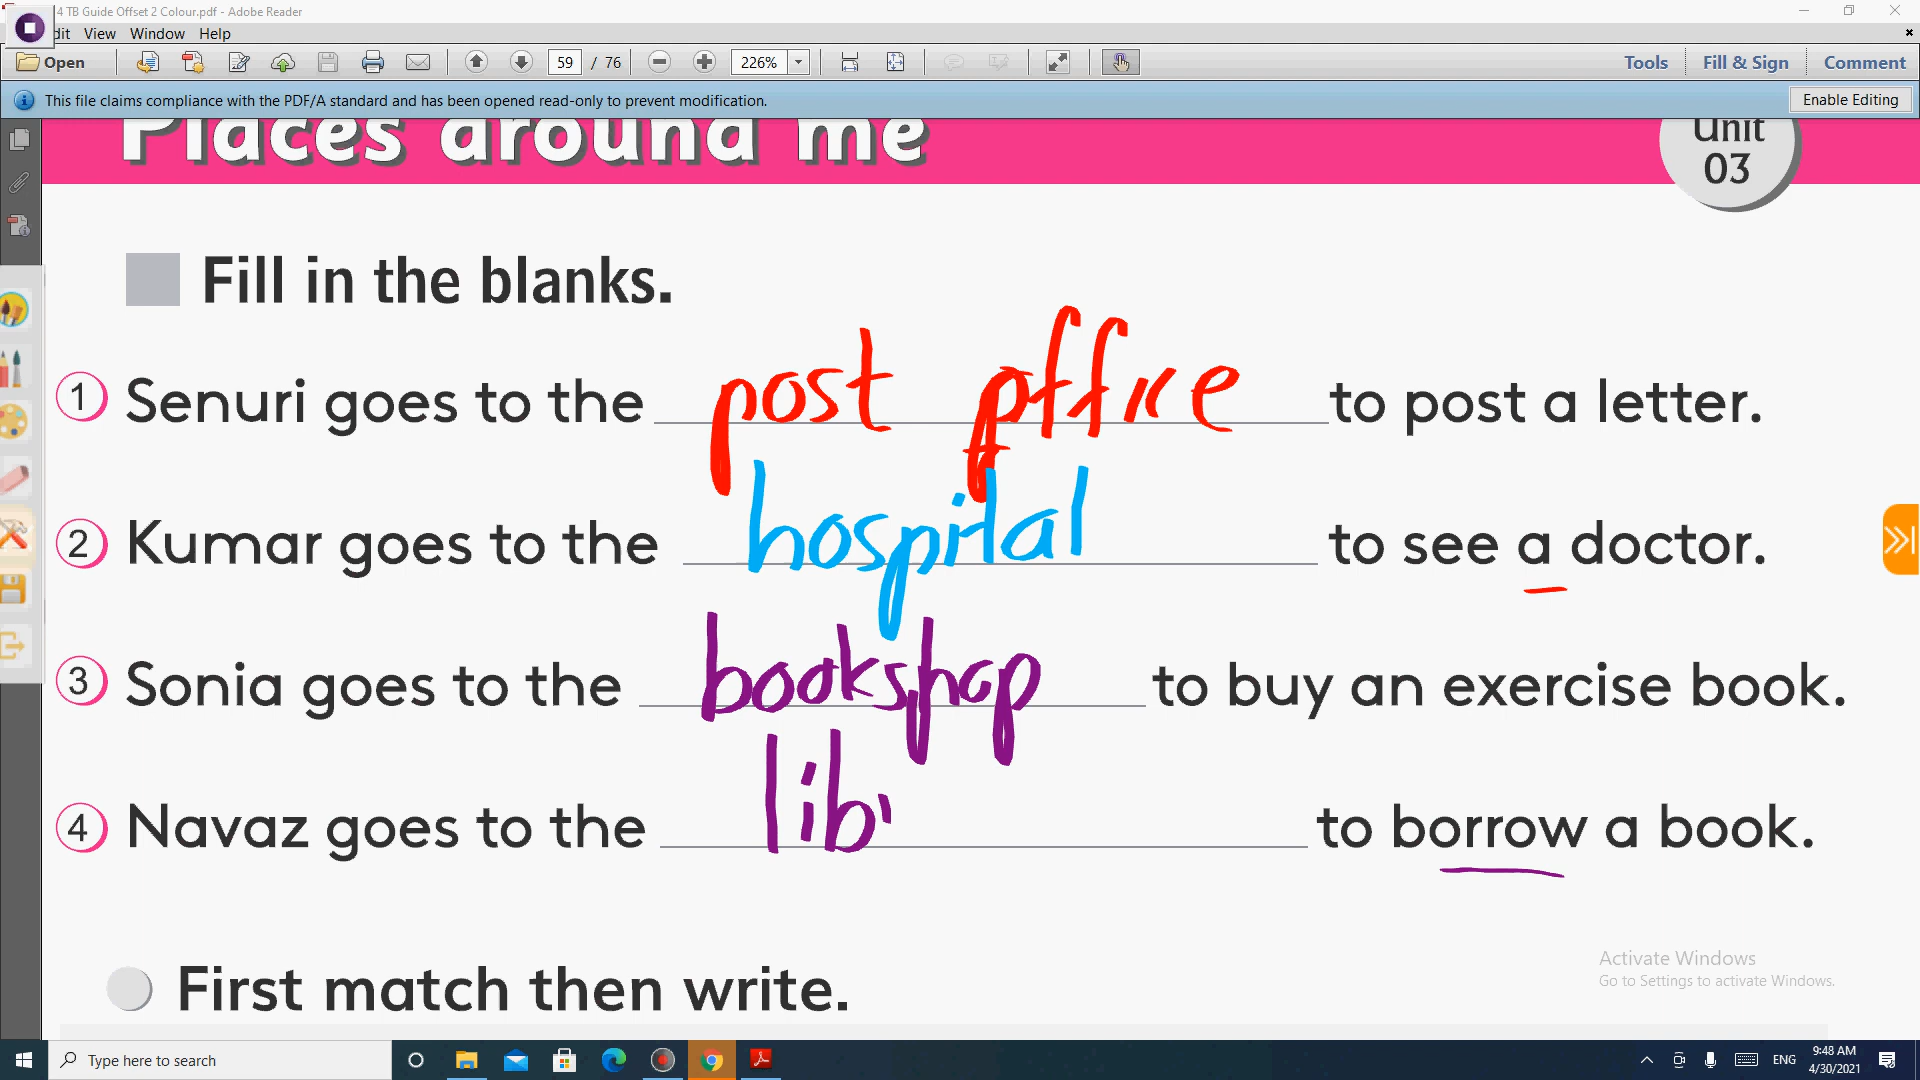 4 TB Guide Offset 2 Colour.pdf - Adobe Reader
dit View Window Help
Open 59 / 76 226% Tools Fill & Sign Comment
This file claims compliance with the PDF/A standard and has been opened read-only to prevent modification. Enable Editing
Places around me
Unit
03
Fill in the blanks.
1 Senuri goes to the post office to post a letter.
2 Kumar goes to the hospital to see a doctor.
3 Sonia goes to the bookshop to buy an exercise book.
4 Navaz goes to the lib to borrow a book.
First match then write.
Activate Windows
Go to Settings to activate Windows.
Type here to search
ENG
9:48 AM
4/30/2021